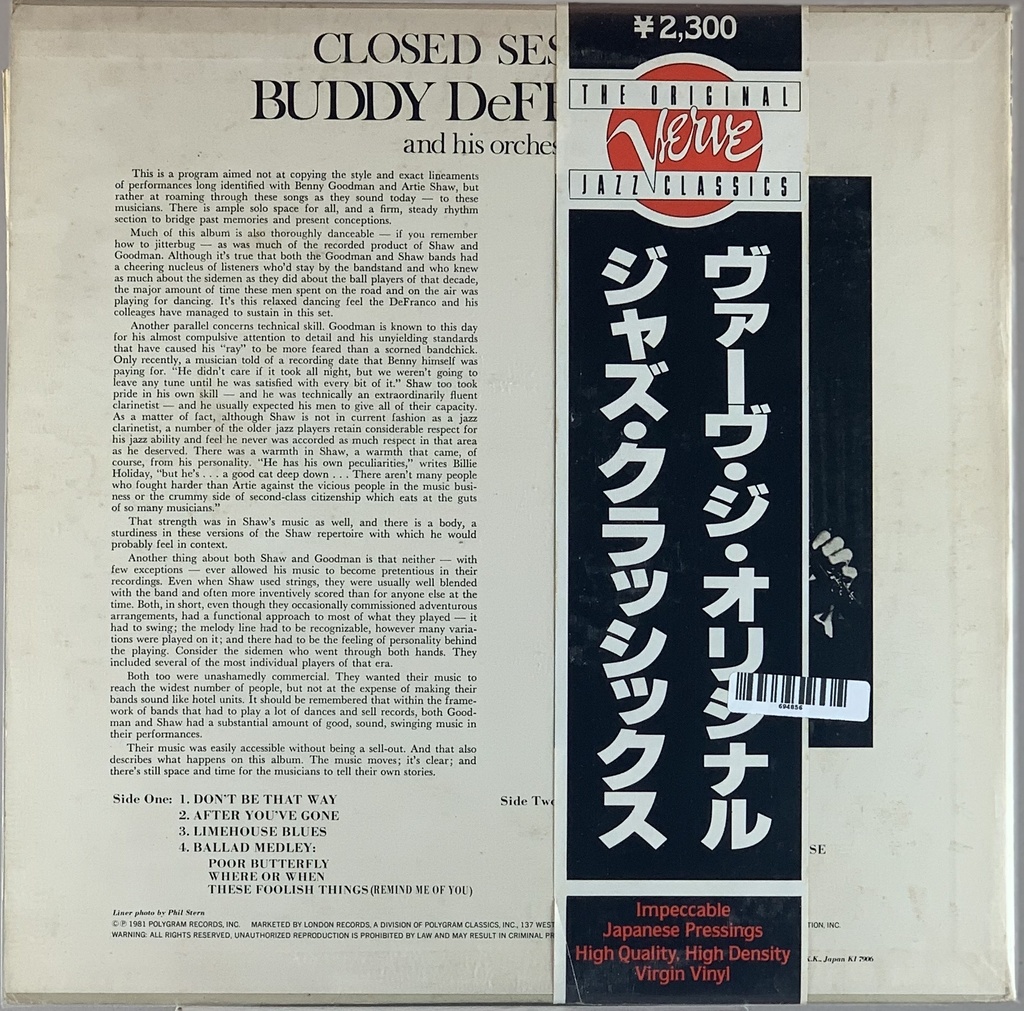 CLOSED SES
BUDDY DeF
and his orches
This is a program aimed not at copying the style and exact lineaments
of performances long identified with Benny Goodman and Artie Shaw, but
rather at roaming through these songs as they sound today — to these
musicians. There is ample solo space for all, and a firm, steady rhythm
section to bridge past memories and present conceptions.
Much of this album is also thoroughly danceable — if you remember
how to jitterbug — as was much of the recorded product of Shaw and
Goodman. Although it's true that both the Goodman and Shaw bands had
a cheering nucleus of listeners who'd stay by the bandstand and who knew
as much about the sidemen as they did about the ball players of that decade,
the major amount of time these men spent on the road and on the air was
playing for dancing. It's this relaxed dancing feel the DeFranco and his
colleages have managed to sustain in this set.
Another parallel concerns technical skill. Goodman is known to this day
for his almost compulsive attention to detail and his unyielding standards
that have caused his "ray" to be more feared than a scorned bandchick.
Only recently, a musician told of a recording date that Benny himself was
paying for. "He didn't care if it took all night, but we weren't going to
leave any tune until he was satisfied with every bit of it." Shaw too took
pride in his own skill — and he was technically an extraordinarily fluent
clarinetist — and he usually expected his men to give all of their capacity.
As a matter of fact, although Shaw is not in current fashion as a jazz
clarinetist, a number of the older jazz players retain considerable respect for
his jazz ability and feel he never was accorded as much respect in that area
as he deserved. There was a warmth in Shaw, a warmth that came, of
course, from his personality. "He has his own peculiarities," writes Billie
Holiday, "but he's . . . a good cat deep down . . . There aren't many people
who fought harder than Artie against the vicious people in the music busi-
ness or the crummy side of second-class citizenship which eats at the guts
of so many musicians."
That strength was in Shaw's music as well, and there is a body, a
sturdiness in these versions of the Shaw repertoire with which he would
probably feel in context.
Another thing about both Shaw and Goodman is that neither — with
few exceptions — ever allowed his music to become pretentious in their
recordings. Even when Shaw used strings, they were usually well blended
with the band and often more inventively scored than for anyone else at the
time. Both, in short, even though they occasionally commissioned adventurous
arrangements, had a functional approach to most of what they played — it
had to swing; the melody line had to be recognizable, however many varia-
tions were played on it; and there had to be the feeling of personality behind
the playing. Consider the sidemen who went through both hands. They
included several of the most individual players of that era.
Both too were unashamedly commercial. They wanted their music to
reach the widest number of people, but not at the expense of making their
bands sound like hotel units. It should be remembered that within the frame-
work of bands that had to play a lot of dances and sell records, both Good-
man and Shaw had a substantial amount of good, sound, swinging music in
their performances.
Their music was easily accessible without being a sell-out. And that also
describes what happens on this album. The music moves; it's clear; and
there's still space and time for the musicians to tell their own stories.
Side One: 1. DON'T BE THAT WAY
2. AFTER YOU'VE GONE
3. LIMEHOUSE BLUES
4. BALLAD MEDLEY:
POOR BUTTERFLY
WHERE OR WHEN
THESE FOOLISH THINGS (REMIND ME OF YOU)
Side Two
SE
Liner photo by Phil Stern
©℗ 1981 POLYGRAM RECORDS, INC. MARKETED BY LONDON RECORDS, A DIVISION OF POLYGRAM CLASSICS, INC., 137 WEST
TION, INC.
WARNING: ALL RIGHTS RESERVED, UNAUTHORIZED REPRODUCTION IS PROHIBITED BY LAW AND MAY RESULT IN CRIMINAL PR
K.K., Japan KI 7906
¥2,300
THE ORIGINAL
Verve
JAZZ CLASSICS
ヴァーヴ・ジ・オリジナル
ジャズ・クラッシックス
694856
Impeccable
Japanese Pressings
High Quality, High Density
Virgin Vinyl